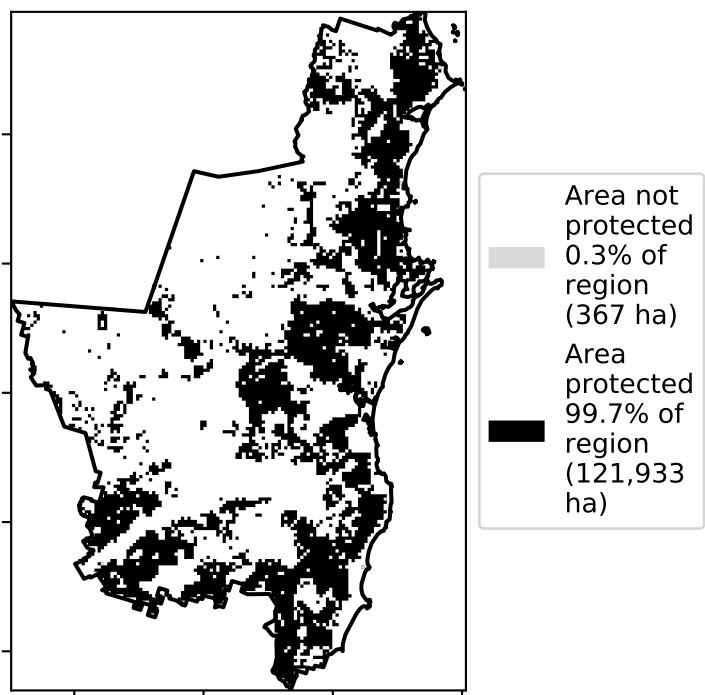 Area not
protected
0.3% of
region
(367 ha)
Area
protected
99.7% of
region
(121,933
ha)